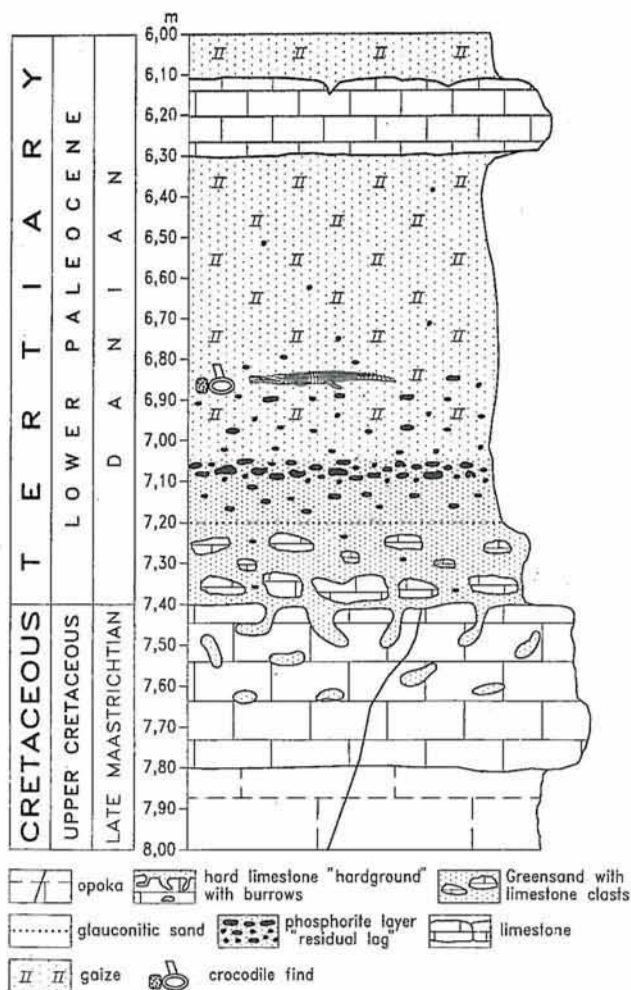 m
6,00
6,10
6,20
6,30
6,40
6,50
6,60
6,70
6,80
6,90
7,00
7,10
7,20
7,30
7,40
7,50
7,60
7,70
7,80
7,90
8,00
TERTIARY
LOWER PALEOCENE
DANNIAN
CRETACEOUS
UPPER CRETACEOUS
LATE MAASTRICHTIAN
opoka
hard limestone "hardground"
with burrows
Greensand with
limestone clasts
glauconitic sand
phosphorite layer
"residual lag"
limestone
gaize
crocodile find